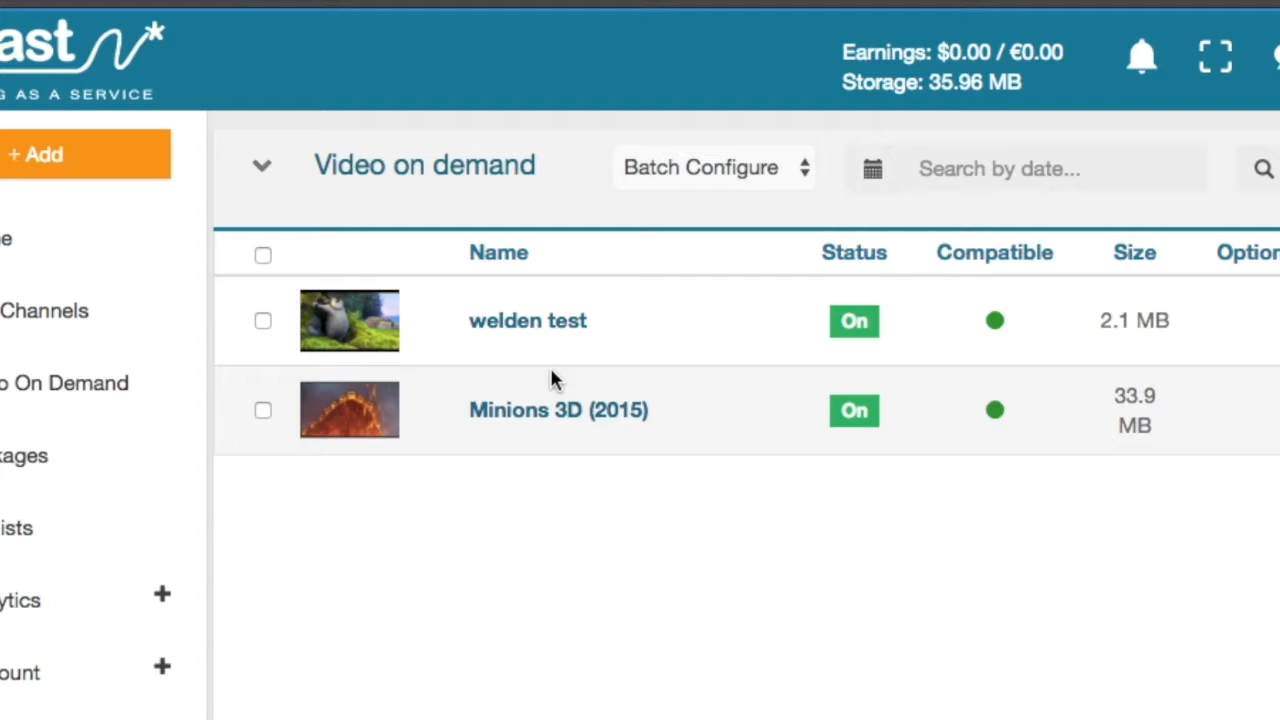 ast
Earnings: $0.00 / €0.00
Storage: 35.96 MB
G AS A SERVICE
+ Add
Video on demand
Batch Configure
Search by date...
Name Status Compatible Size Option
e
welden test On 2.1 MB
Channels
o On Demand
Minions 3D (2015) On 33.9 MB
kages
ists
ytics +
ount +